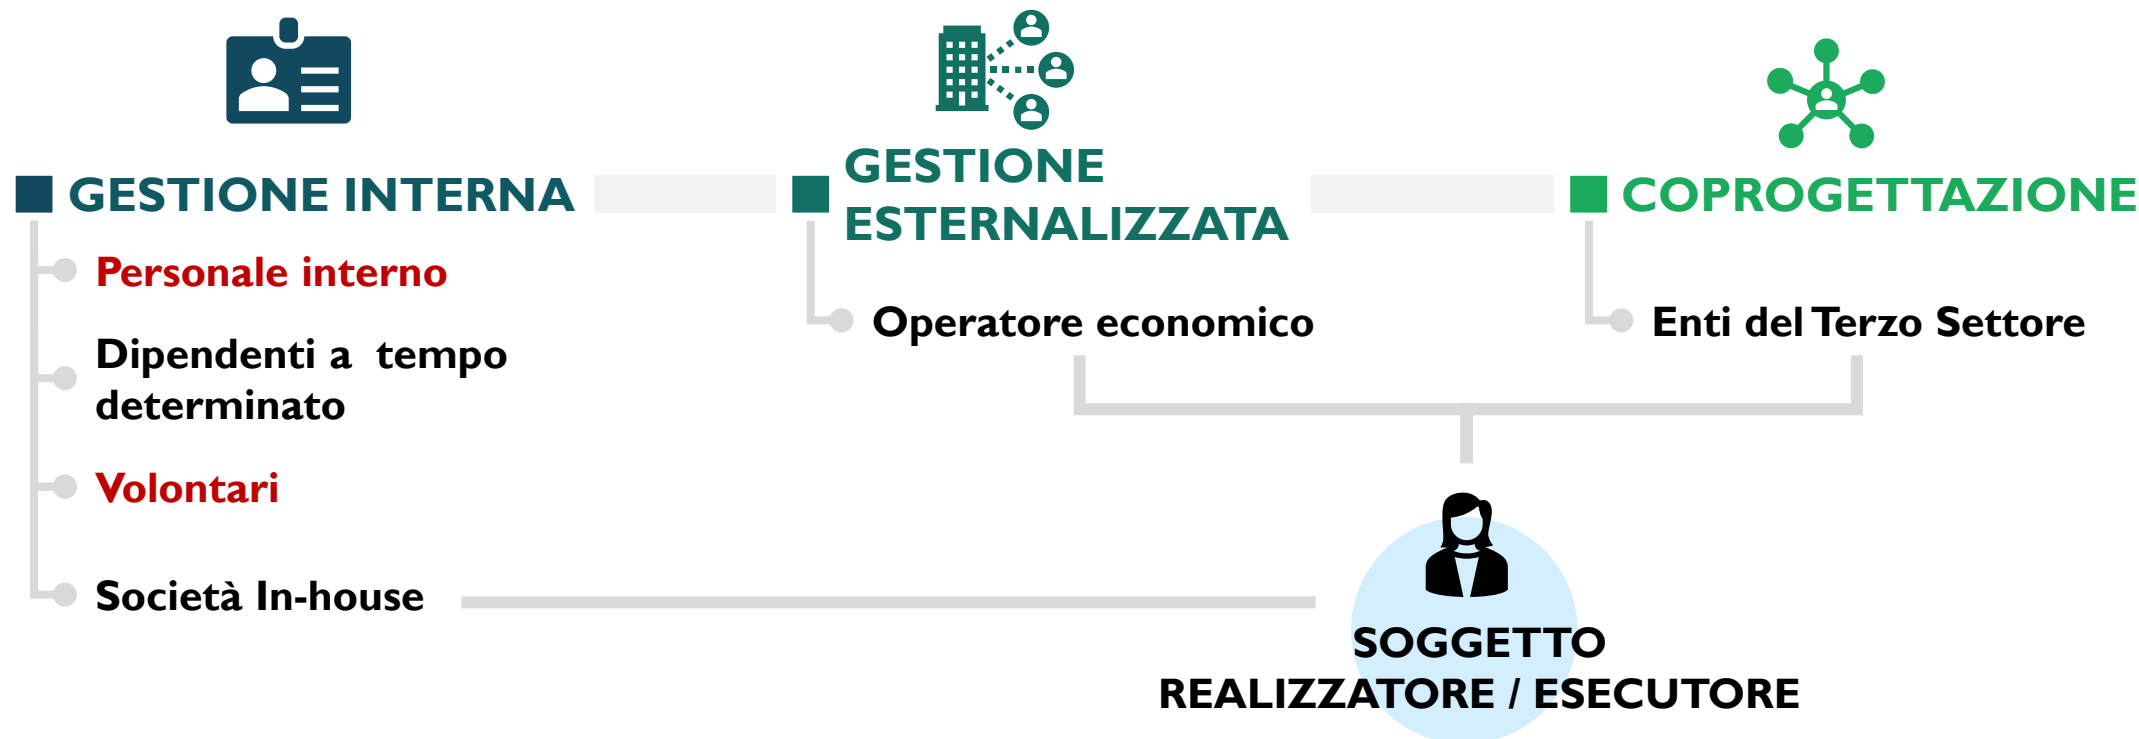 GESTIONE INTERNA
Personale interno
Dipendenti a tempo
determinato
Volontari
Società In-house
GESTIONE
ESTERNALIZZATA
Operatore economico
COPROGETTAZIONE
Enti del Terzo Settore
SOGGETTO
REALIZZATORE / ESECUTORE